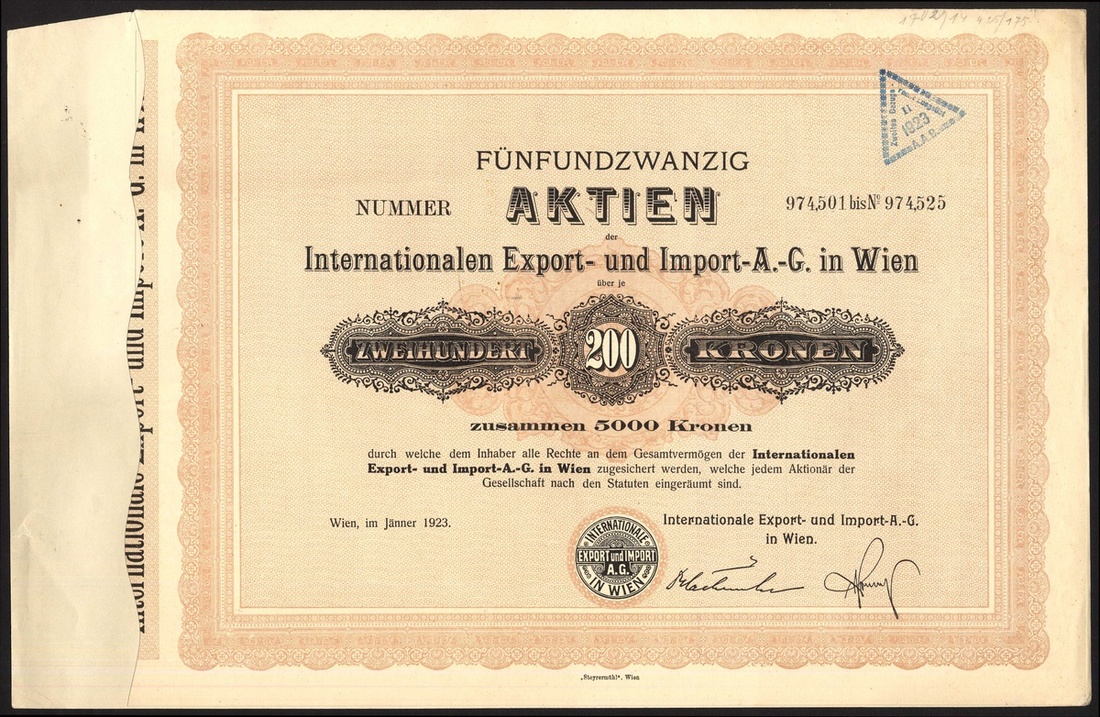 1923
FÜNFUNDZWANZIG
NUMMER AKTIEN 974,501 bis Nº 974,525
der
Internationalen Export- und Import-A.-G. in Wien
über je
ZWEIHUNDERT 200 KRONEN
zusammen 5000 Kronen
durch welche dem Inhaber alle Rechte an dem Gesamtvermögen der Internationalen
Export- und Import-A.-G. in Wien zugesichert werden, welche jedem Aktionär der
Gesellschaft nach den Statuten eingeräumt sind.
Wien, im Jänner 1923.
Internationale Export- und Import-A.-G.
in Wien.
INTERNATIONALE
EXPORT und IMPORT
A.G.
IN WIEN
„Steyrermühl“, Wien